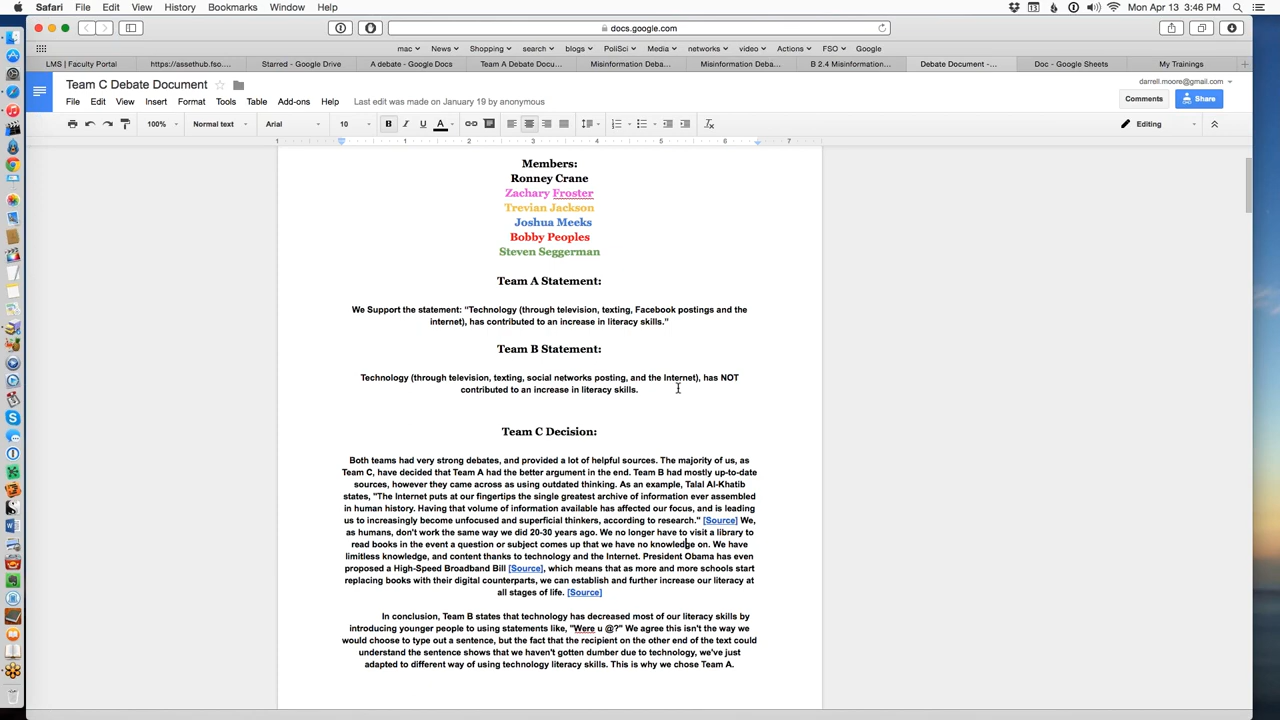 Safari File Edit View History Bookmarks Window Help Mon Apr 13 3:46 PM
docs.google.com
mac News Shopping search blogs PoliSci Media networks video Actions FSO Google
LMS | Faculty Portal https://assethub.fso.... Starred - Google Drive A debate - Google Docs Team A Debate Docu... Misinformation Deba... Misinformation Deba... B 2.4 Misinformation... Debate Document -... Doc - Google Sheets My Trainings
Team C Debate Document
darrell.moore@gmail.com
File Edit View Insert Format Tools Table Add-ons Help Last edit was made on January 19 by anonymous
Comments Share
100% Normal text Arial 10 B I U A Editing
1 1 2 3 4 5 6 7
Members:
Ronney Crane
Zachary Froster
Trevian Jackson
Joshua Meeks
Bobby Peoples
Steven Seggerman
Team A Statement:
We Support the statement: "Technology (through television, texting, Facebook postings and the
internet), has contributed to an increase in literacy skills."
Team B Statement:
Technology (through television, texting, social networks posting, and the Internet), has NOT
contributed to an increase in literacy skills.
Team C Decision:
Both teams had very strong debates, and provided a lot of helpful sources. The majority of us, as
Team C, have decided that Team A had the better argument in the end. Team B had mostly up-to-date
sources, however they came across as using outdated thinking. As an example, Talal Al-Khatib
states, "The Internet puts at our fingertips the single greatest archive of information ever assembled
in human history. Having that volume of information available has affected our focus, and is leading
us to increasingly become unfocused and superficial thinkers, according to research." [Source] We,
as humans, don't work the same way we did 20-30 years ago. We no longer have to visit a library to
read books in the event a question or subject comes up that we have no knowledge on. We have
limitless knowledge, and content thanks to technology and the Internet. President Obama has even
proposed a High-Speed Broadband Bill [Source], which means that as more and more schools start
replacing books with their digital counterparts, we can establish and further increase our literacy at
all stages of life. [Source]
In conclusion, Team B states that technology has decreased most of our literacy skills by
introducing younger people to using statements like, "Were u @?" We agree this isn't the way we
would choose to type out a sentence, but the fact that the recipient on the other end of the text could
understand the sentence shows that we haven't gotten dumber due to technology, we've just
adapted to different way of using technology literacy skills. This is why we chose Team A.